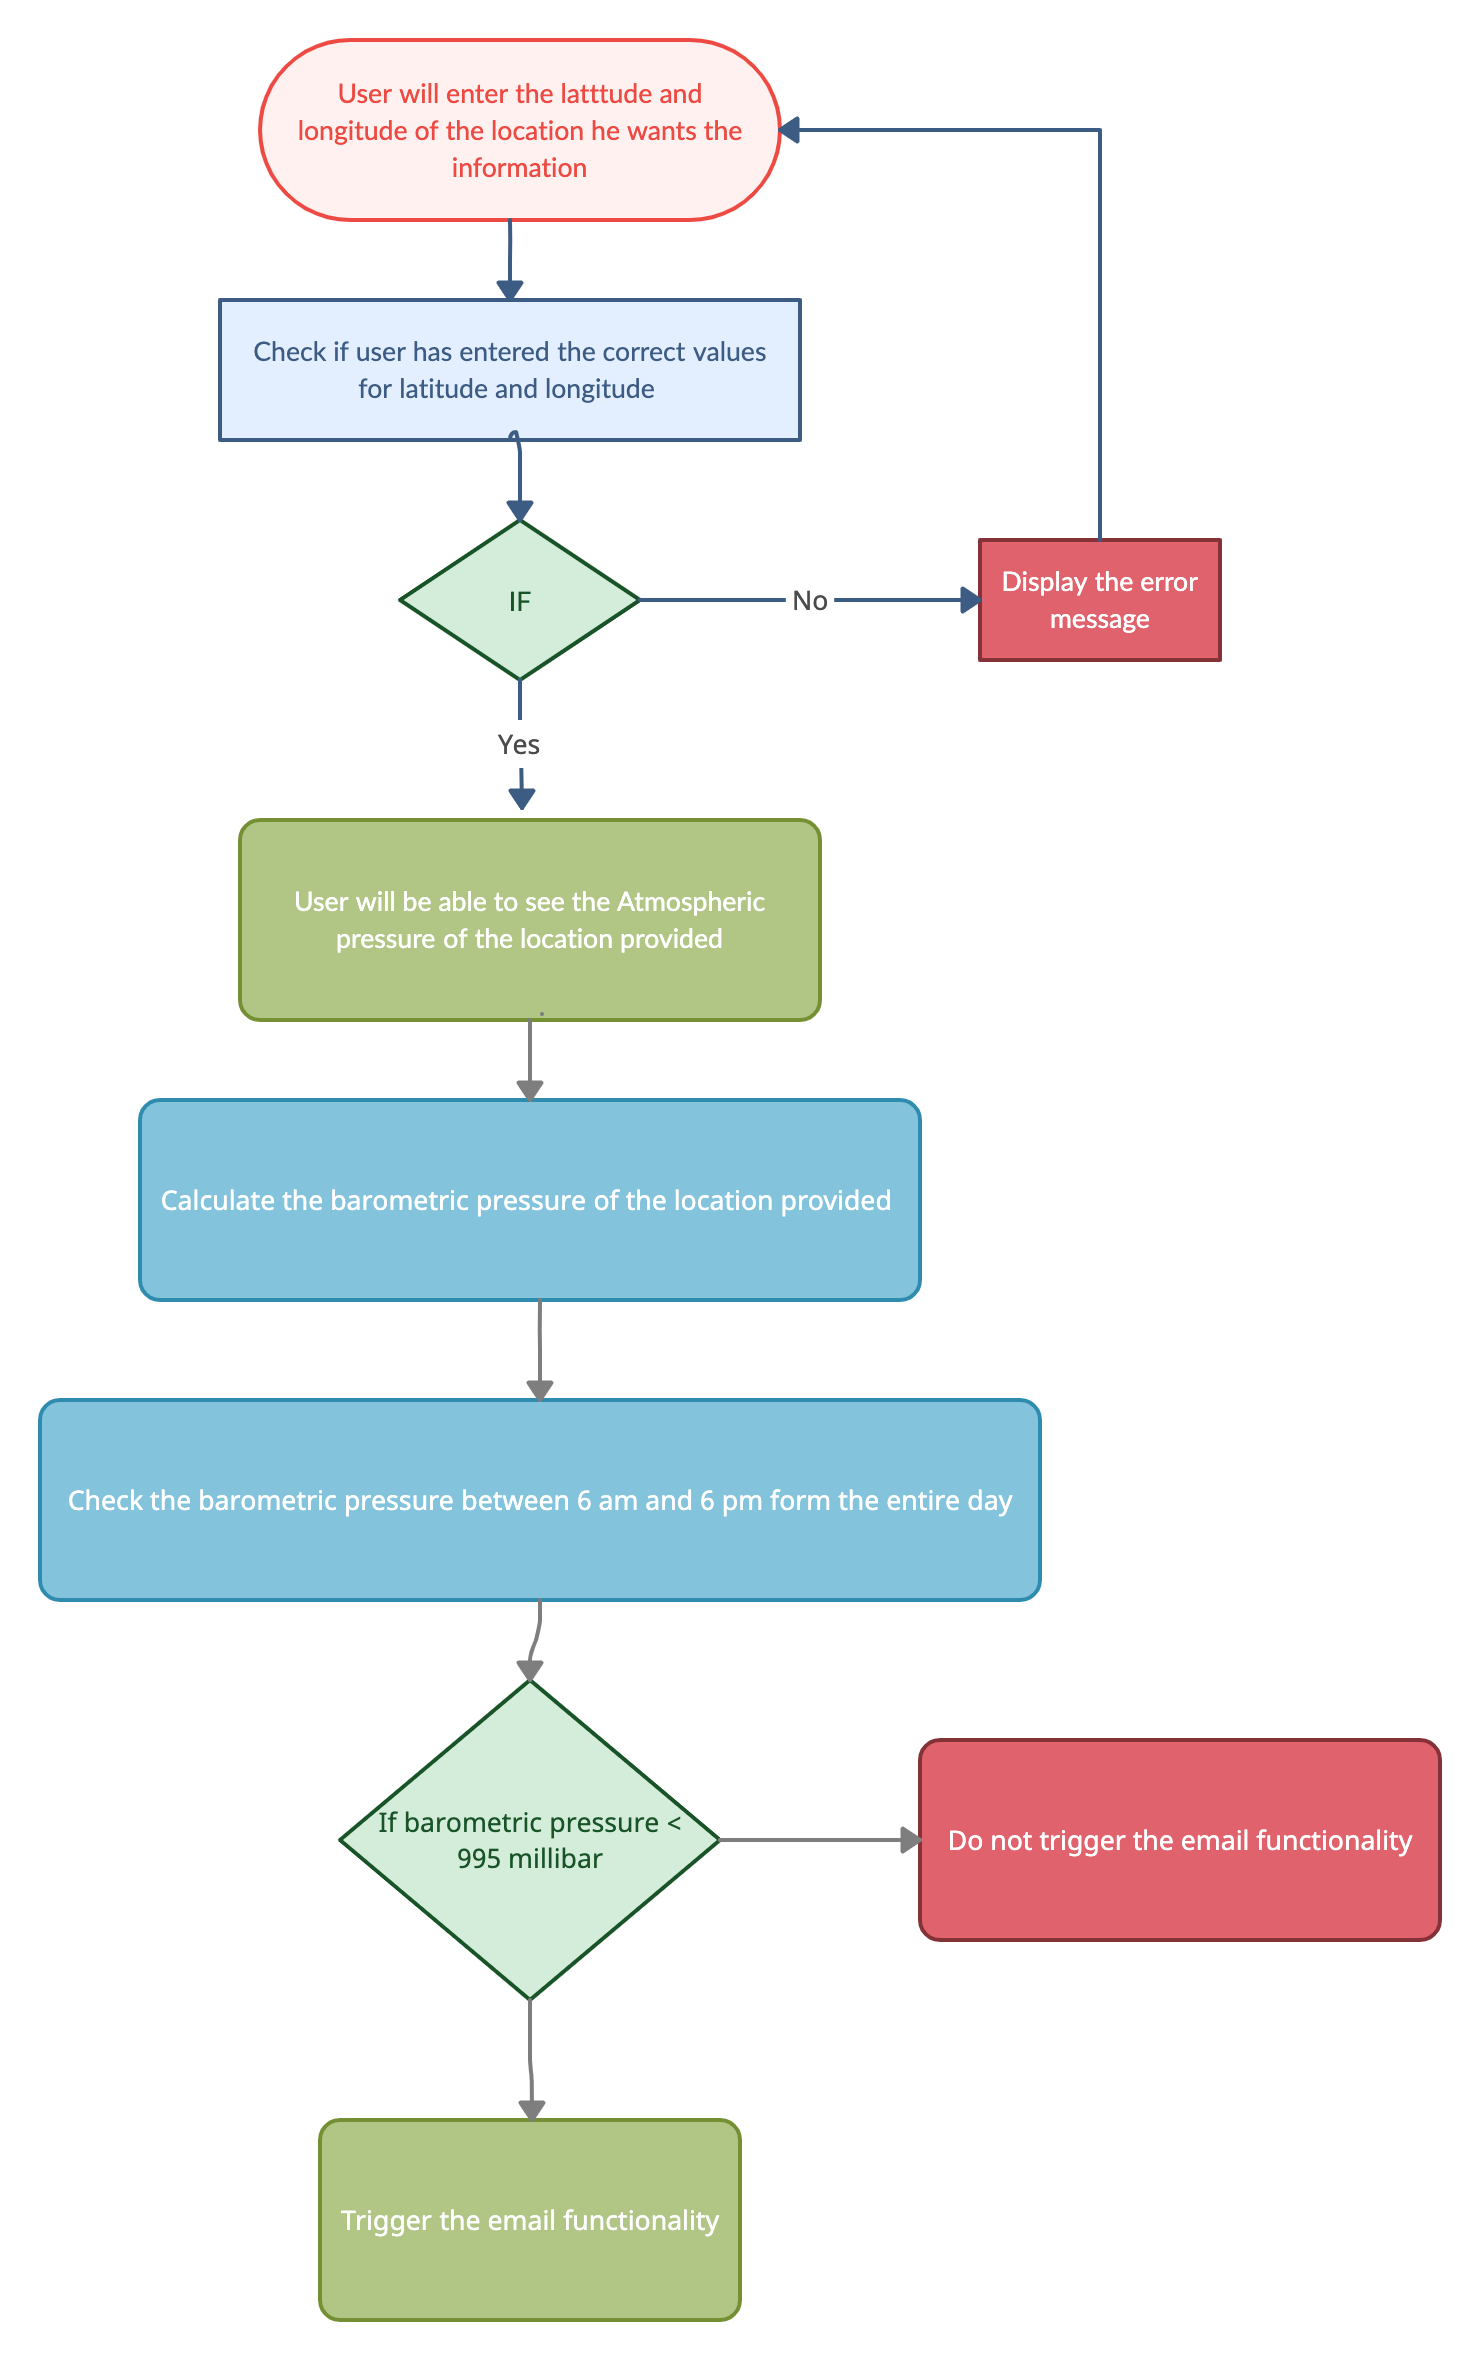 User will enter the latttude and
longitude of the location he wants the
information
Check if user has entered the correct values
for latitude and longitude
IF
No
Display the error
message
Yes
User will be able to see the Atmospheric
pressure of the location provided
Calculate the barometric pressure of the location provided
Check the barometric pressure between 6 am and 6 pm form the entire day
If barometric pressure <
995 millibar
Do not trigger the email functionality
Trigger the email functionality